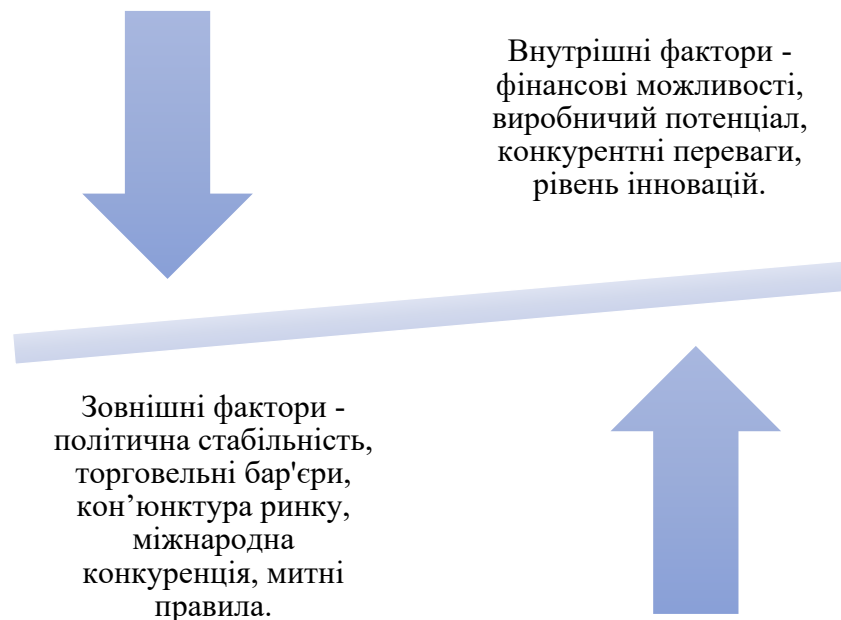 Внутрішні фактори -
фінансові можливості,
виробничий потенціал,
конкурентні переваги,
рівень інновацій.
Зовнішні фактори -
політична стабільність,
торговельні бар'єри,
кон’юнктура ринку,
міжнародна
конкуренція, митні
правила.